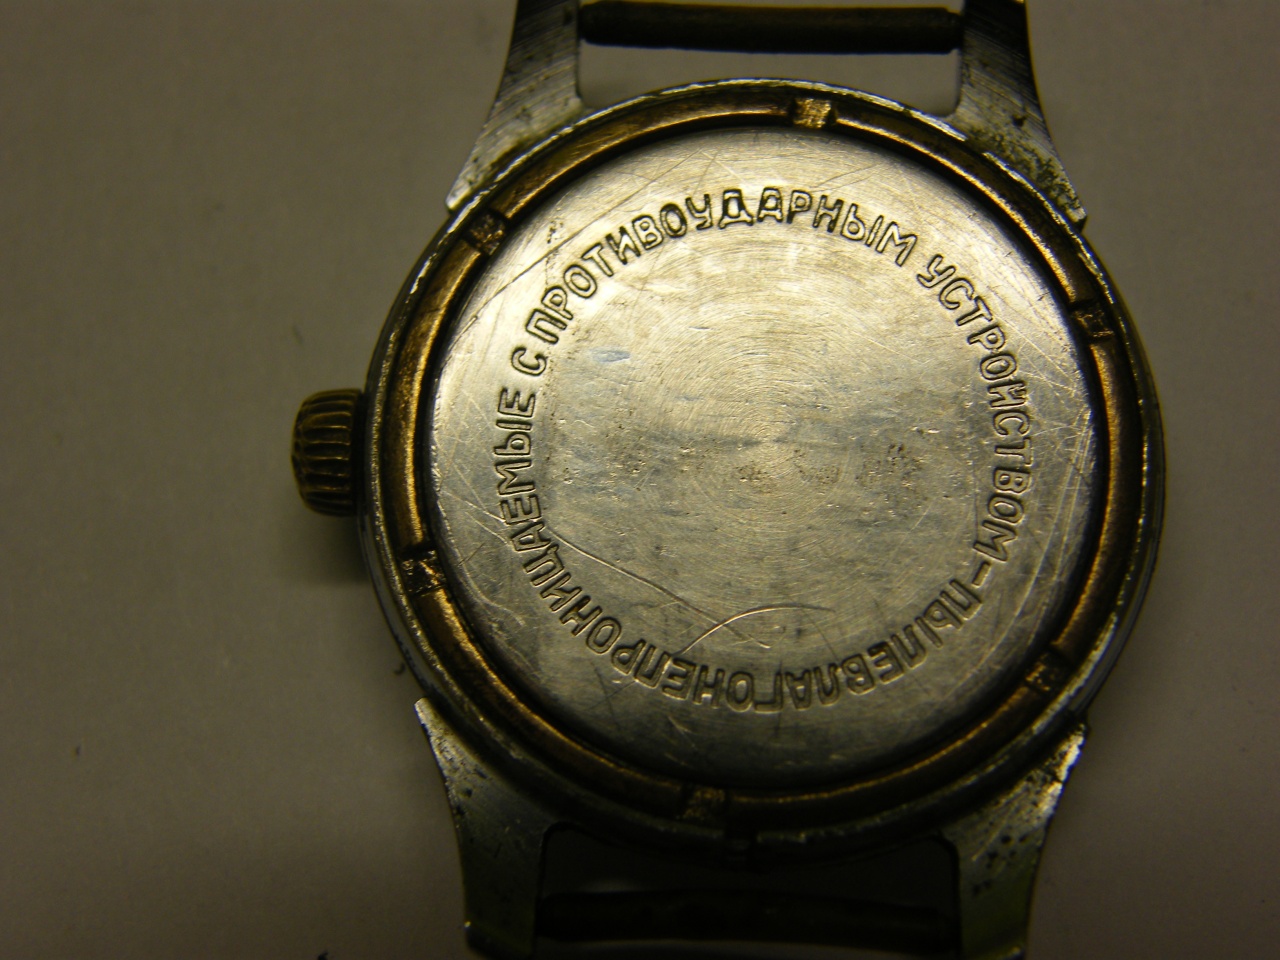 С ПРОТИВОУДАРНЫМ УСТРОЙСТВОМ-ПЫЛЕВЛАГОНЕПРОНИЦАЕМЫЕ